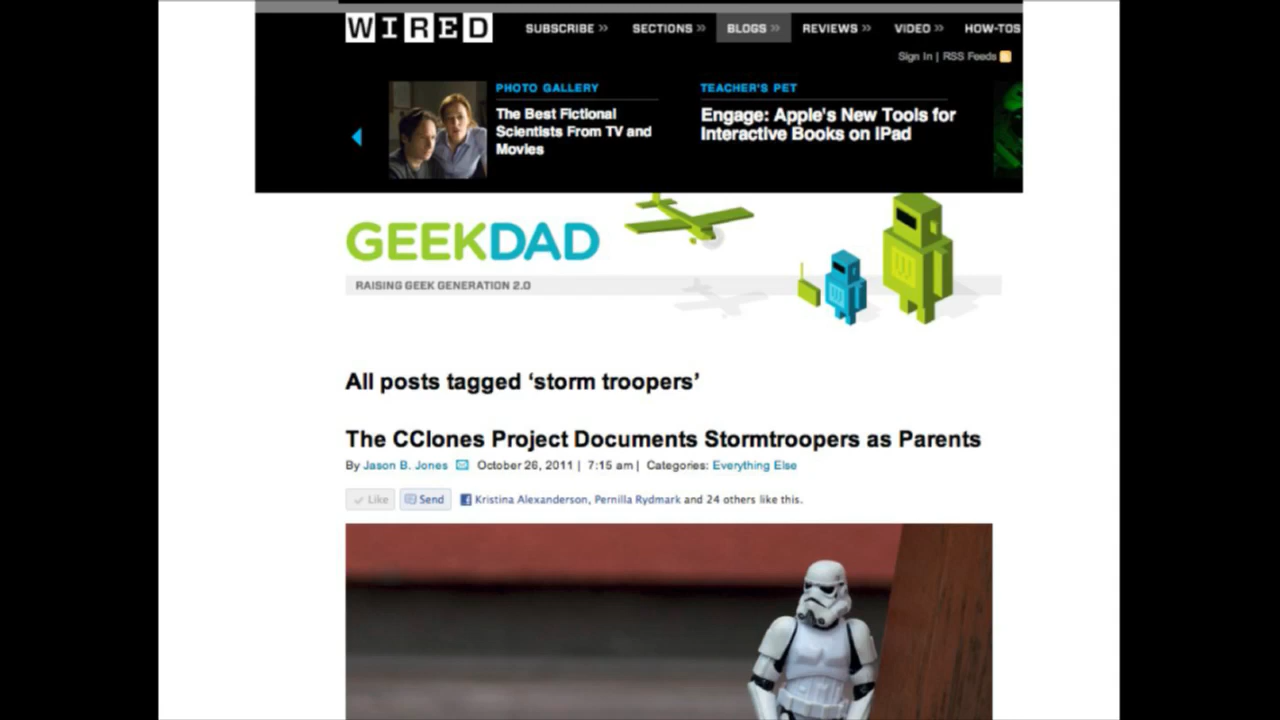 WIRED
SUBSCRIBE >> SECTIONS >> BLOGS >> REVIEWS >> VIDEO >> HOW-TOS
Sign In | RSS Feeds
PHOTO GALLERY
The Best Fictional
Scientists From TV and
Movies
TEACHER'S PET
Engage: Apple's New Tools for
Interactive Books on iPad
GEEKDAD
RAISING GEEK GENERATION 2.0
All posts tagged ‘storm troopers’
The CClones Project Documents Stormtroopers as Parents
By Jason B. Jones October 26, 2011 | 7:15 am | Categories: Everything Else
Like Send Kristina Alexanderson, Pernilla Rydmark and 24 others like this.